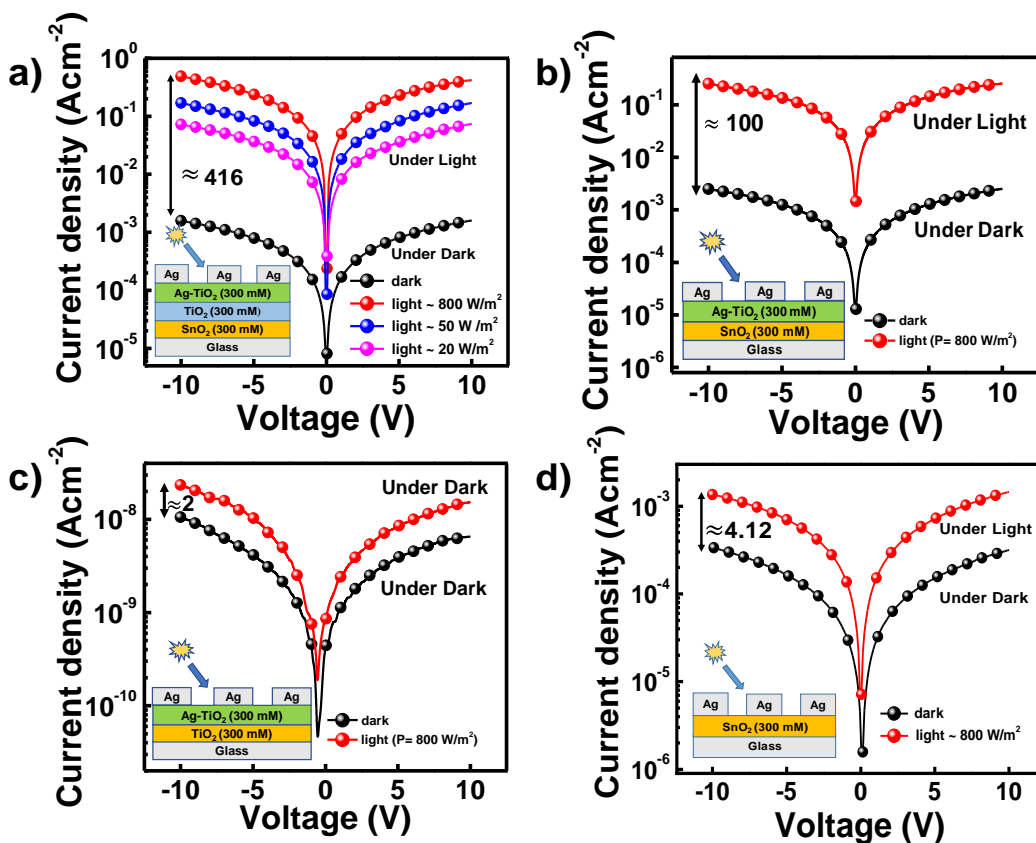 a)
Current density (Acm⁻²)
10⁰
10⁻¹
10⁻²
10⁻³
10⁻⁴
10⁻⁵
≈ 416
Under Light
Under Dark
Ag Ag Ag
Ag-TiO₂ (300 mM)
TiO₂ (300 mM)
SnO₂ (300 mM)
Glass
dark
light ~ 800 W/m²
light ~ 50 W /m²
light ~ 20 W/m²
-10 -5 0 5 10
Voltage (V)
b)
Current density (Acm⁻²)
10⁻¹
10⁻²
10⁻³
10⁻⁴
10⁻⁵
10⁻⁶
≈ 100
Under Light
Under Dark
Ag Ag Ag
Ag-TiO₂ (300 mM)
SnO₂ (300 mM)
Glass
dark
light (P= 800 W/m²)
-10 -5 0 5 10
Voltage (V)
c)
Current density (Acm⁻²)
10⁻⁸
10⁻⁹
10⁻¹⁰
≈2
Under Dark
Under Dark
Ag Ag Ag
Ag-TiO₂ (300 mM)
TiO₂ (300 mM)
Glass
dark
light (P= 800 W/m²)
-10 -5 0 5 10
Voltage (V)
d)
Current density (Acm⁻²)
10⁻³
10⁻⁴
10⁻⁵
10⁻⁶
≈4.12
Under Light
Under Dark
Ag Ag Ag
SnO₂ (300 mM)
Glass
dark
light ~ 800 W/m²
-10 -5 0 5 10
Voltage (V)